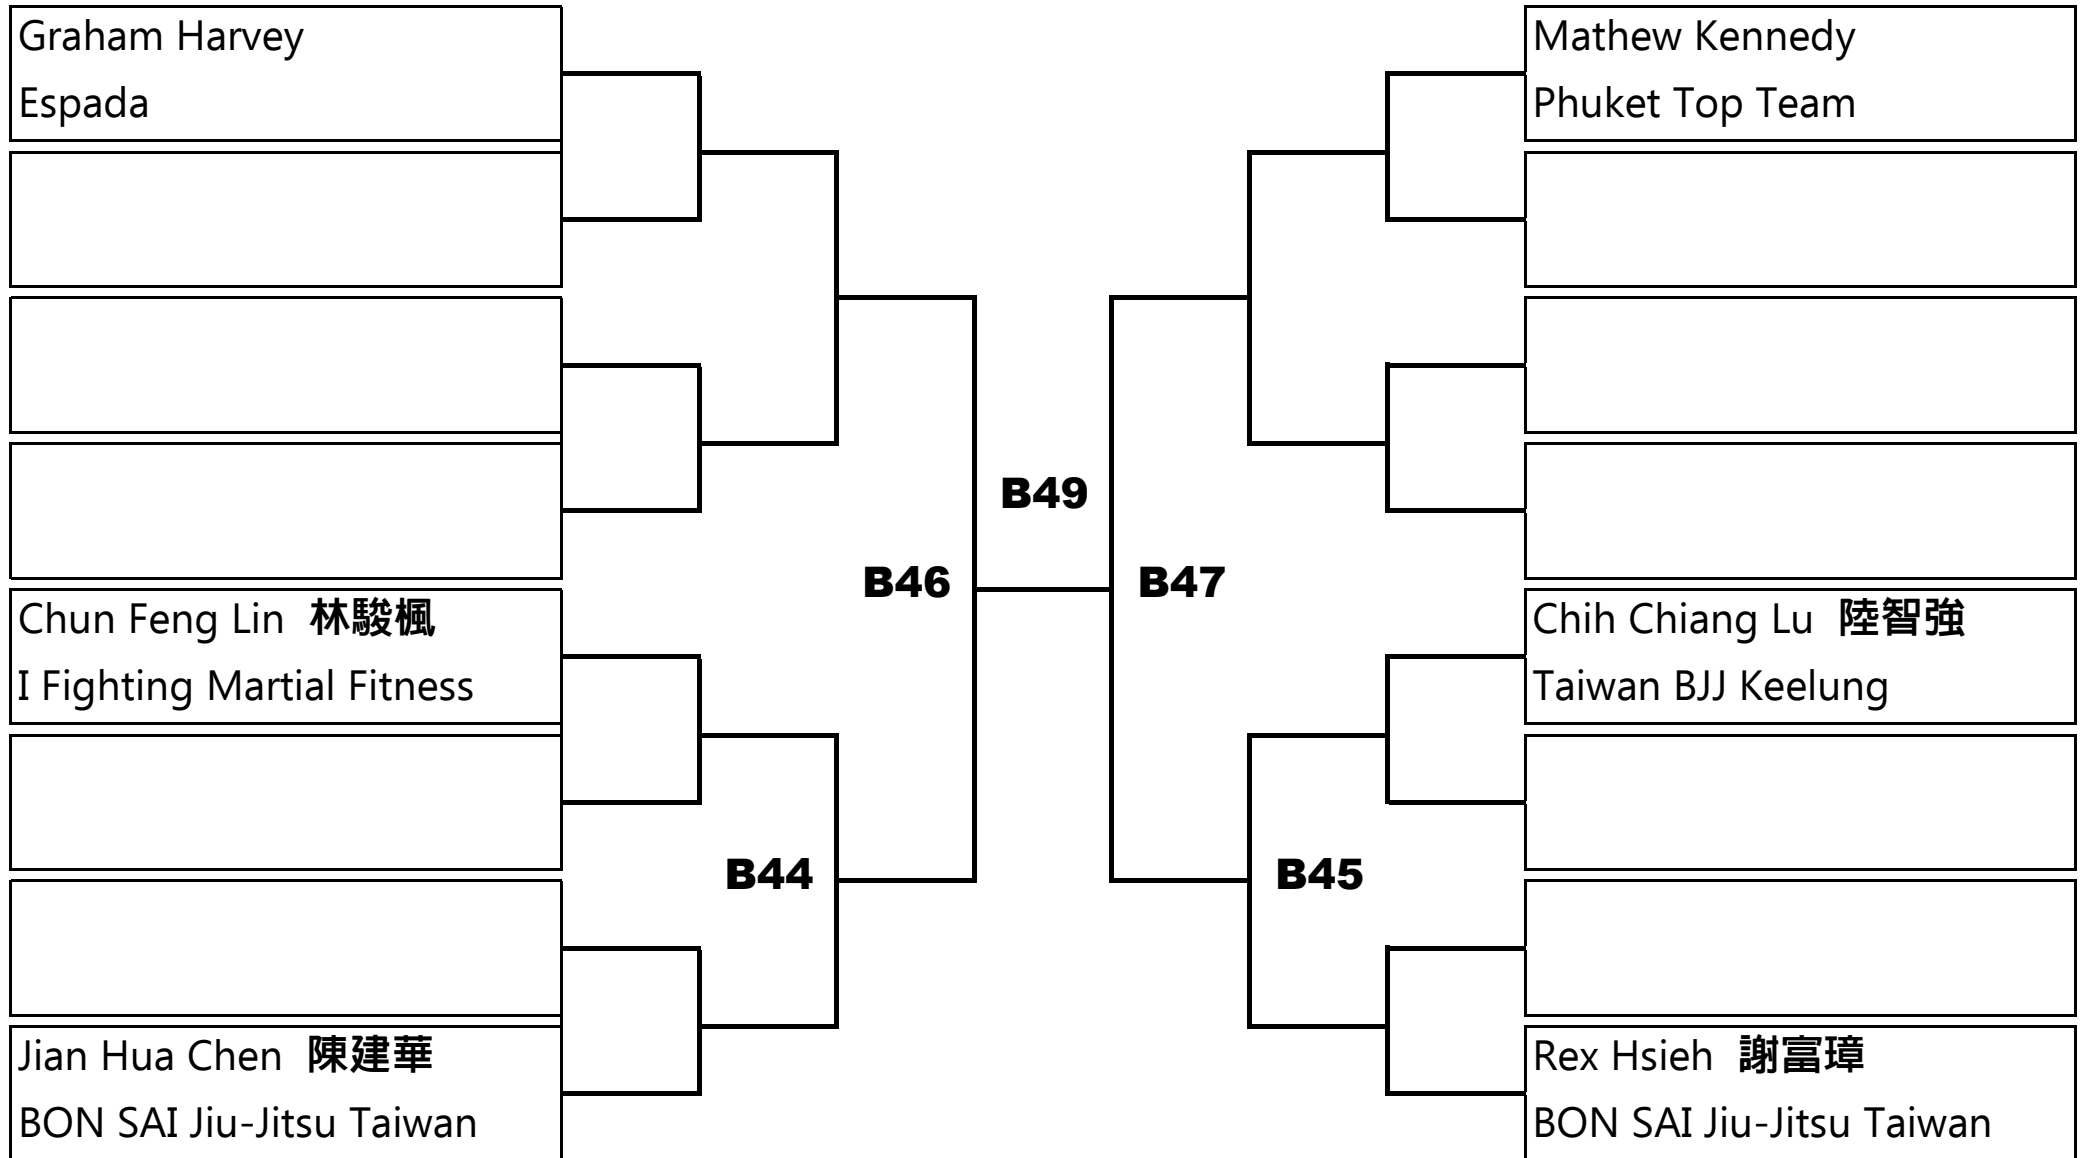 Graham Harvey
Espada
Chun Feng Lin 林駿楓
I Fighting Martial Fitness
Jian Hua Chen 陳建華
BON SAI Jiu-Jitsu Taiwan
B44
B46
B49
B47
B45
Mathew Kennedy
Phuket Top Team
Chih Chiang Lu 陸智強
Taiwan BJJ Keelung
Rex Hsieh 謝富璋
BON SAI Jiu-Jitsu Taiwan